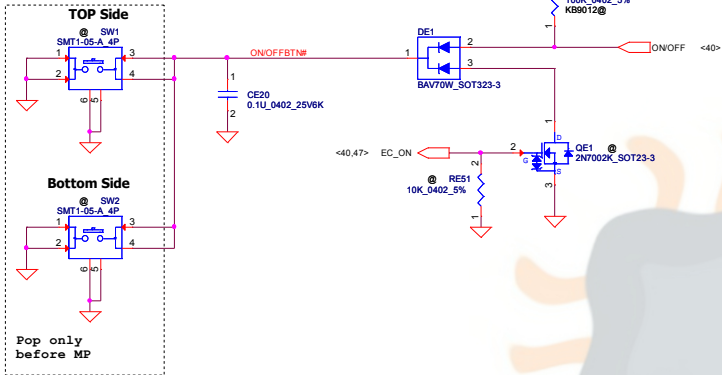 TOP Side
@ SW1
SMT1-05-A_4P
1
3
2
4
6
5
ON/OFFBTN#
1
CE20
0.1U_0402_25V6K
2
DE1
1
2
3
BAV70W_SOT323-3
100K_0402_5%
KB9012@
1
ON/OFF <40>
<40,47> EC_ON
2
@ RE51
10K_0402_5%
1
1
D
2
G
S
3
QE1 @
2N7002K_SOT23-3
Bottom Side
@ SW2
SMT1-05-A_4P
1
3
2
4
6
5
Pop only
before MP